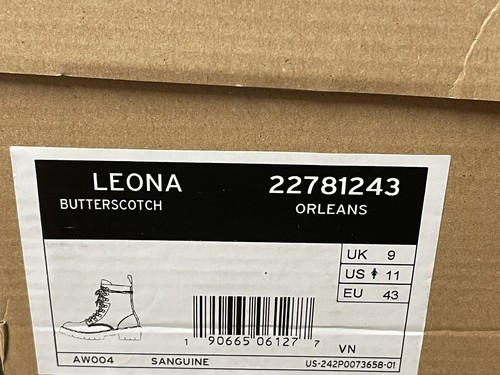 LEONA 22781243
BUTTERSCOTCH ORLEANS
UK 9
US 11
EU 43
1 90665 06127 7 VN
AW004 SANGUINE US-242P007365B-01